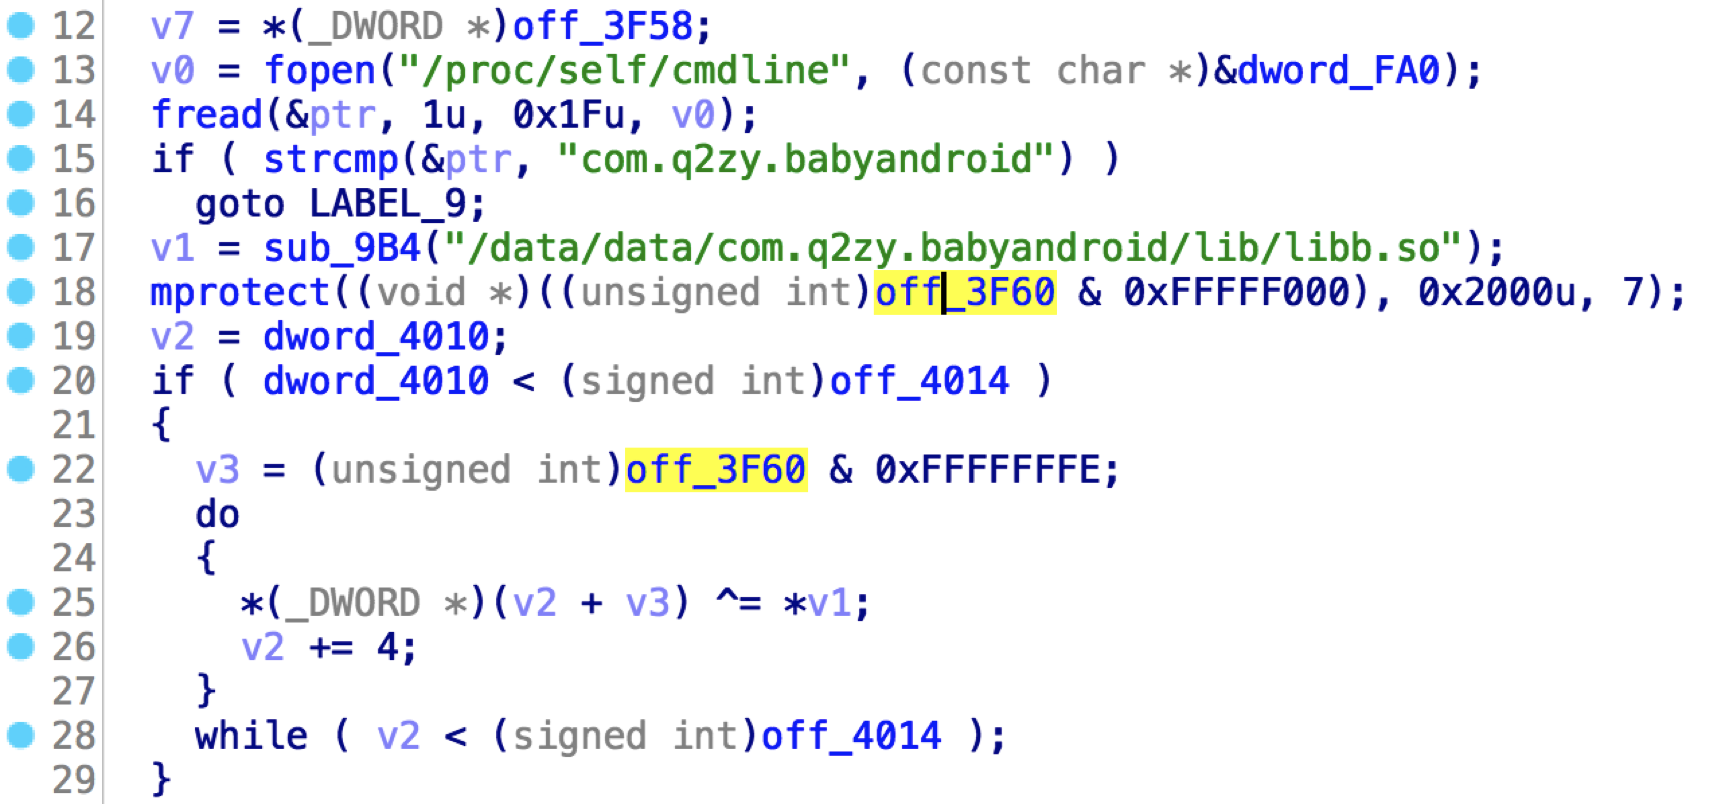 12 v7 = *(_DWORD *)off_3F58;
13 v0 = fopen("/proc/self/cmdline", (const char *)&dword_FA0);
14 fread(&ptr, 1u, 0x1Fu, v0);
15 if ( strcmp(&ptr, "com.q2zy.babyandroid") )
16 goto LABEL_9;
17 v1 = sub_9B4("/data/data/com.q2zy.babyandroid/lib/libb.so");
18 mprotect((void *)((unsigned int)off_3F60 & 0xFFFFF000), 0x2000u, 7);
19 v2 = dword_4010;
20 if ( dword_4010 < (signed int)off_4014 )
21 {
22 v3 = (unsigned int)off_3F60 & 0xFFFFFFFE;
23 do
24 {
25 *(_DWORD *)(v2 + v3) ^= *v1;
26 v2 += 4;
27 }
28 while ( v2 < (signed int)off_4014 );
29 }